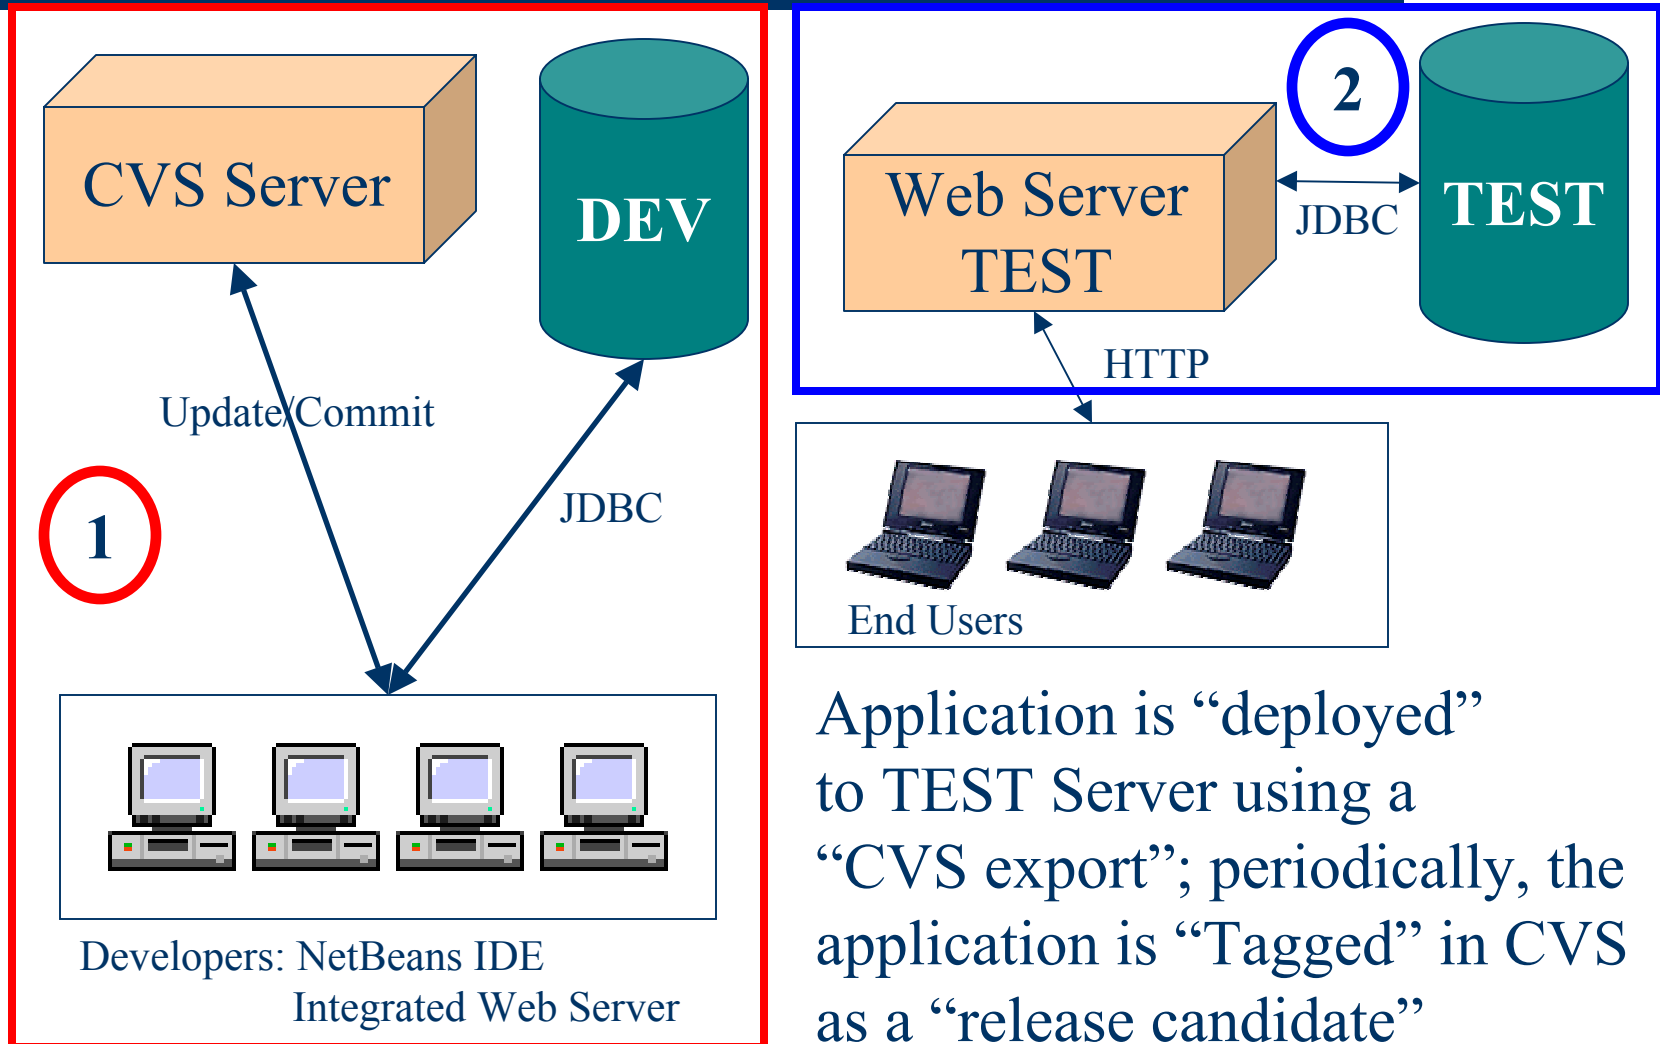 CVS Server
DEV
Update/Commit
JDBC
1
Developers: NetBeans IDE
Integrated Web Server
2
Web Server
TEST
JDBC
TEST
HTTP
End Users
Application is “deployed”
to TEST Server using a
“CVS export”; periodically, the
application is “Tagged” in CVS
as a “release candidate”